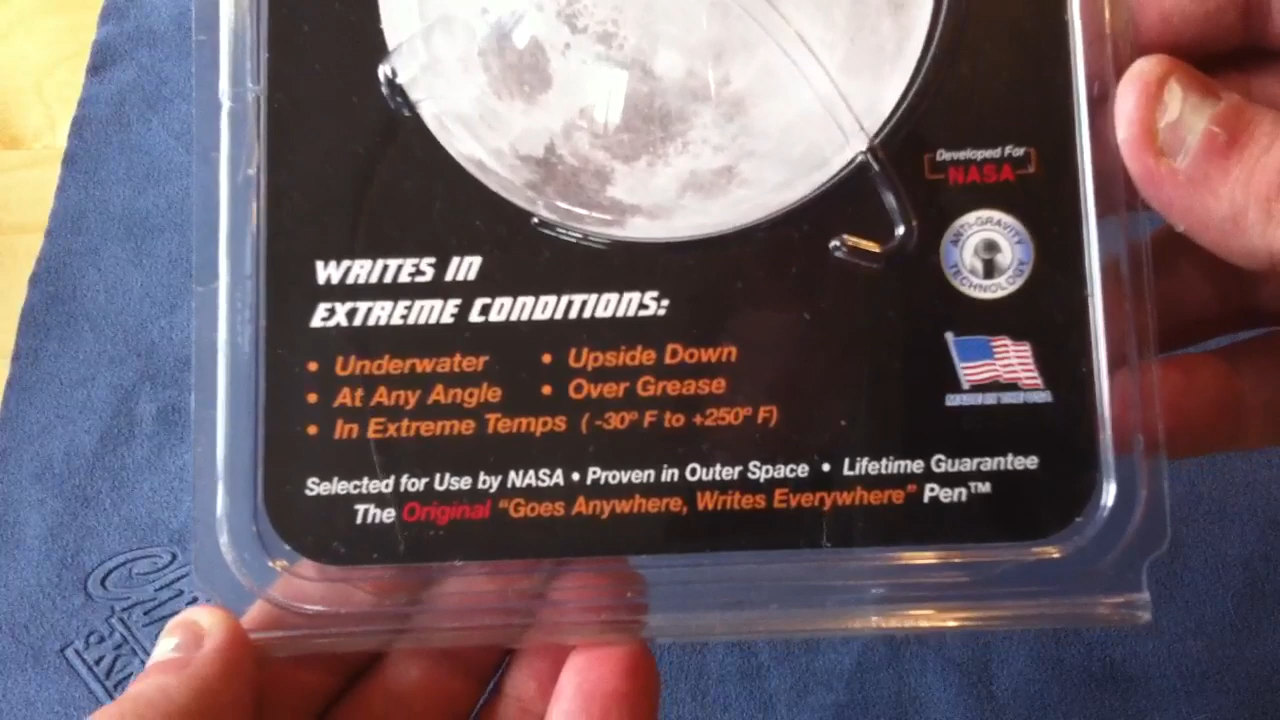 Developed For
NASA
ANTI-GRAVITY
TECHNOLOGY
WRITES IN
EXTREME CONDITIONS:
• Underwater • Upside Down
• At Any Angle • Over Grease
• In Extreme Temps (-30° F to +250° F)
MADE IN THE USA
Selected for Use by NASA • Proven in Outer Space • Lifetime Guarantee
The Original "Goes Anywhere, Writes Everywhere" Pen™